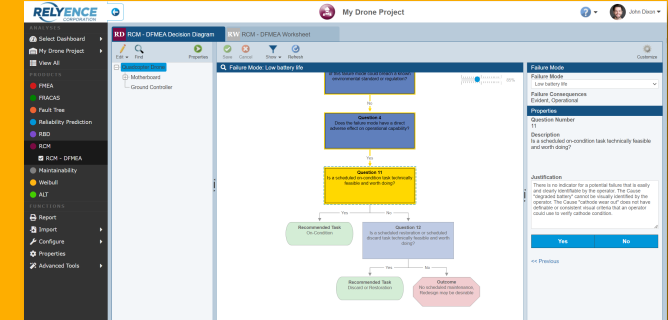 RELYENCE
CORPORATION
My Drone Project
John Dixon
ANALYSES
Select Dashboard
My Drone Project
View All
PRODUCTS
FMEA
FRACAS
Fault Tree
Reliability Prediction
RBD
RCM
RCM - DFMEA
Maintainability
Weibull
ALT
FUNCTIONS
Report
Import
Configure
Properties
Advanced Tools
RD RCM - DFMEA Decision Diagram
RW RCM - DFMEA Worksheet
Edit
Find
Properties
Save
Cancel
Show
Refresh
Customize
Quadcopter Drone
Motherboard
Ground Controller
Failure Mode: Low battery life
environmental standard or regulation?
No
Question 4
Does the failure mode have a direct
adverse effect on operational capability?
Yes
Question 11
Is a scheduled on-condition task technically
feasible and worth doing?
Yes
No
Recommended Task
On-Condition
Question 12
Is a scheduled restoration or scheduled
discard task technically feasible and worth
doing?
Yes
No
Recommended Task
Discard or Restoration
Outcome
No scheduled maintenance.
Redesign may be desirable
Failure Mode
Failure Mode
Low battery life
Failure Consequences
Evident, Operational
Properties
Question Number
11
Description
Is a scheduled on-condition task technically feasible
and worth doing?
Justification
There is no indicator for a potential failure that is easily
and clearly identifiable by the operator. The Cause
"degraded battery" cannot be visually identified by the
operator. The Cause "cathode wear out" does not have
definable or consistent visual criteria that an operator
could use to verify cathode condition.
Yes
No
<< Previous